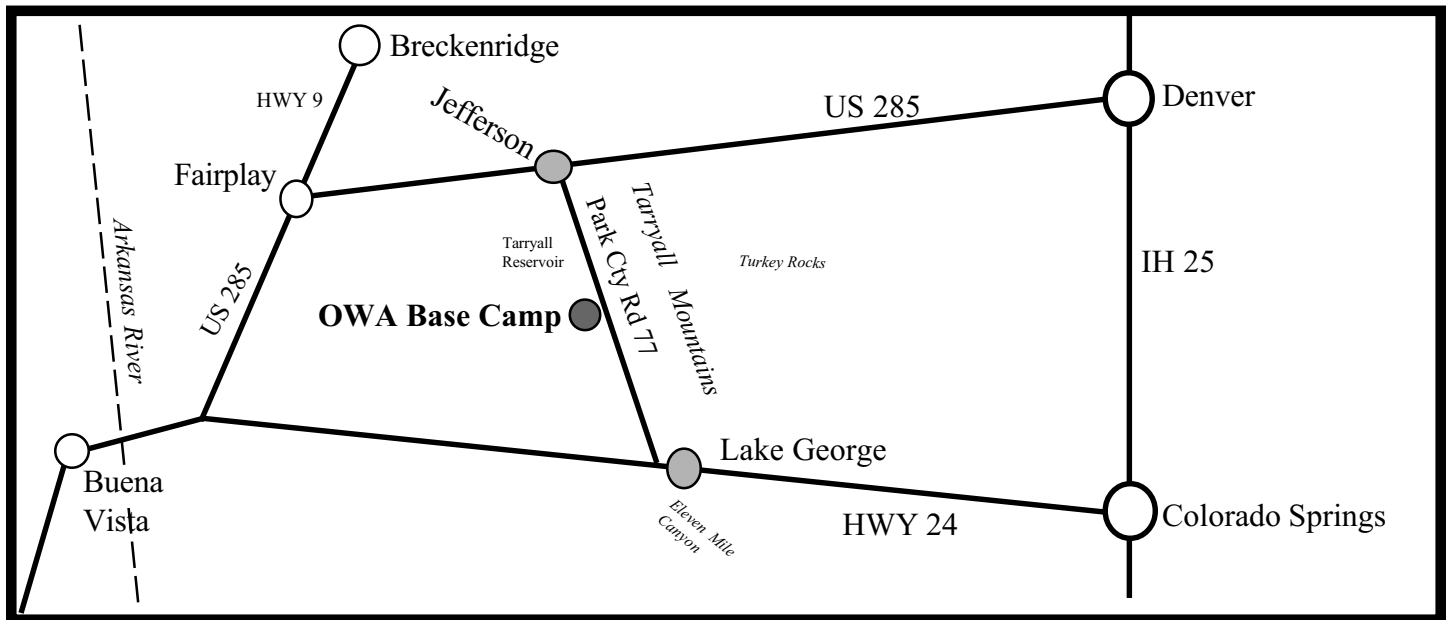 Breckenridge
HWY 9
Jefferson
US 285
Denver
Fairplay
Arkansas River
US 285
Tarryall
Reservoir
Park Cty Rd 77
Tarryall Mountains
Turkey Rocks
IH 25
OWA Base Camp
Buena
Vista
Lake George
Eleven Mile
Canyon
HWY 24
Colorado Springs